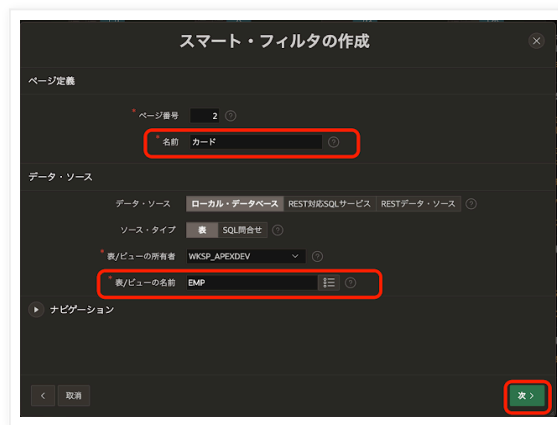 スマート・フィルタの作成
ページ定義
* ページ番号 2
* 名前 カード
データ・ソース
データ・ソース ローカル・データベース REST対応SQLサービス RESTデータ・ソース
ソース・タイプ 表 SQL問合せ
* 表/ビューの所有者 WKSP_APEXDEV
* 表/ビューの名前 EMP
ナビゲーション
取消 次